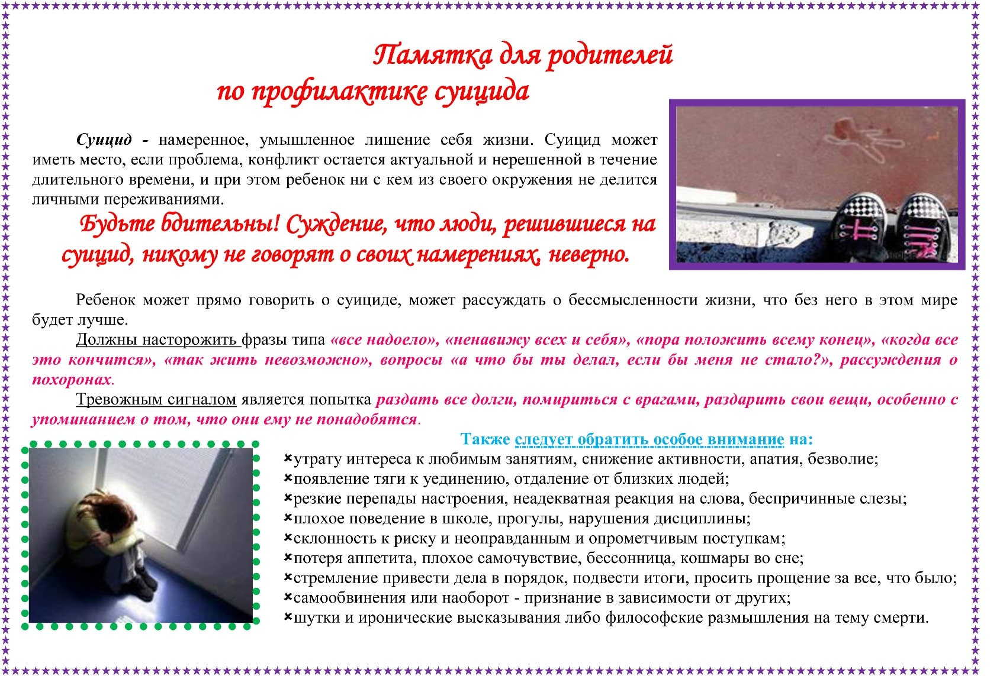 Памятка для родителей
по профилактике суицида
Суицид - намеренное, умышленное лишение себя жизни. Суицид может
иметь место, если проблема, конфликт остается актуальной и нерешенной в течение
длительного времени, и при этом ребенок ни с кем из своего окружения не делится
личными переживаниями.
Будьте бдительны! Суждение, что люди, решившиеся на
суицид, никому не говорят о своих намерениях, неверно.
Ребенок может прямо говорить о суициде, может рассуждать о бессмысленности жизни, что без него в этом мире
будет лучше.
Должны насторожить фразы типа «все надоело», «ненавижу всех и себя», «пора положить всему конец», «когда все
это кончится», «так жить невозможно», вопросы «а что бы ты делал, если бы меня не стало?», рассуждения о
похоронах.
Тревожным сигналом является попытка раздать все долги, помириться с врагами, раздарить свои вещи, особенно с
упоминанием о том, что они ему не понадобятся.
Также следует обратить особое внимание на:
✘утрату интереса к любимым занятиям, снижение активности, апатия, безволие;
✘появление тяги к уединению, отдаление от близких людей;
✘резкие перепады настроения, неадекватная реакция на слова, беспричинные слезы;
✘плохое поведение в школе, прогулы, нарушения дисциплины;
✘склонность к риску и неоправданным и опрометчивым поступкам;
✘потеря аппетита, плохое самочувствие, бессонница, кошмары во сне;
✘стремление привести дела в порядок, подвести итоги, просить прощение за все, что было;
✘самообвинения или наоборот - признание в зависимости от других;
✘шутки и иронические высказывания либо философские размышления на тему смерти.